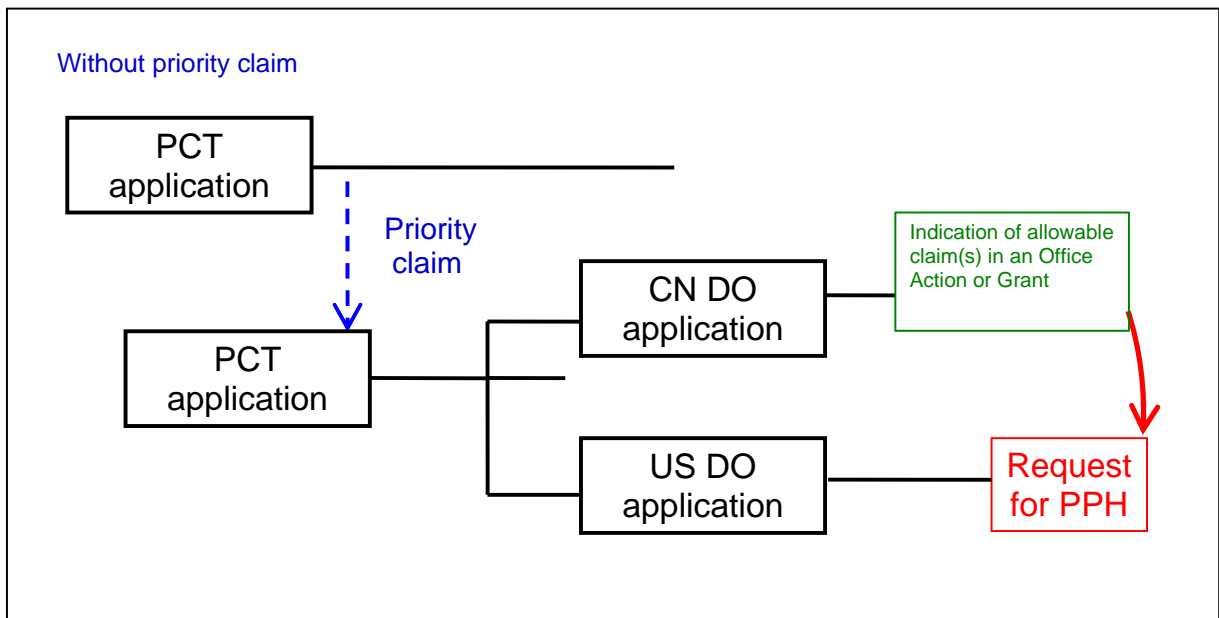 Without priority claim
PCT
application
Priority
claim
Indication of allowable
claim(s) in an Office
Action or Grant
CN DO
application
PCT
application
US DO
application
Request
for PPH